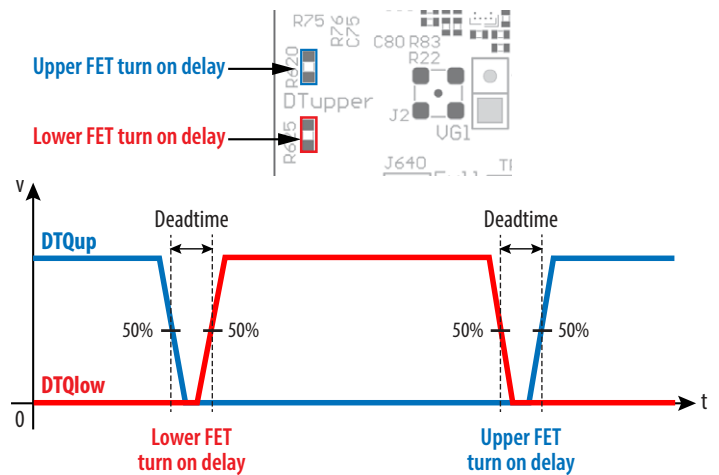 R75
R76
C75
C80 R83
R22
Upper FET turn on delay
R620
DTupper
J2
VG1
Lower FET turn on delay
J640
v
Deadtime
Deadtime
DTQup
50%
50%
50%
50%
DTQlow
0
t
Lower FET
turn on delay
Upper FET
turn on delay